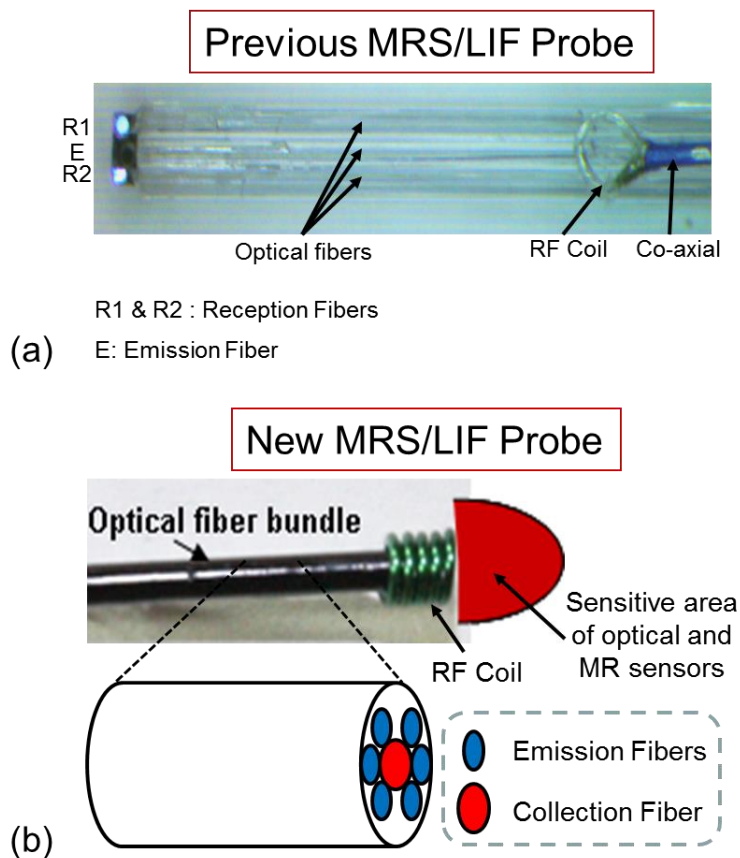 Previous MRS/LIF Probe
R1
E
R2
Optical fibers
RF Coil
Co-axial
R1 & R2 : Reception Fibers
(a)
E: Emission Fiber
New MRS/LIF Probe
Optical fiber bundle
Sensitive area
of optical and
MR sensors
RF Coil
Emission Fibers
Collection Fiber
(b)